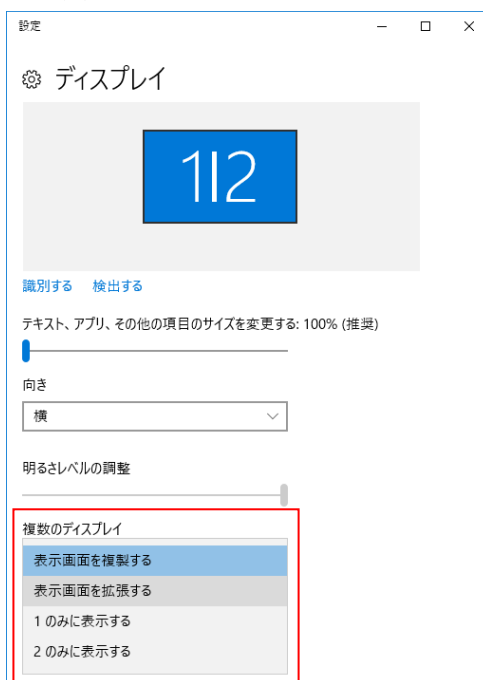 設定
ディスプレイ
1|2
識別する 検出する
テキスト、アプリ、その他の項目のサイズを変更する: 100% (推奨)
向き
横
明るさレベルの調整
複数のディスプレイ
表示画面を複製する
表示画面を拡張する
1 のみに表示する
2 のみに表示する